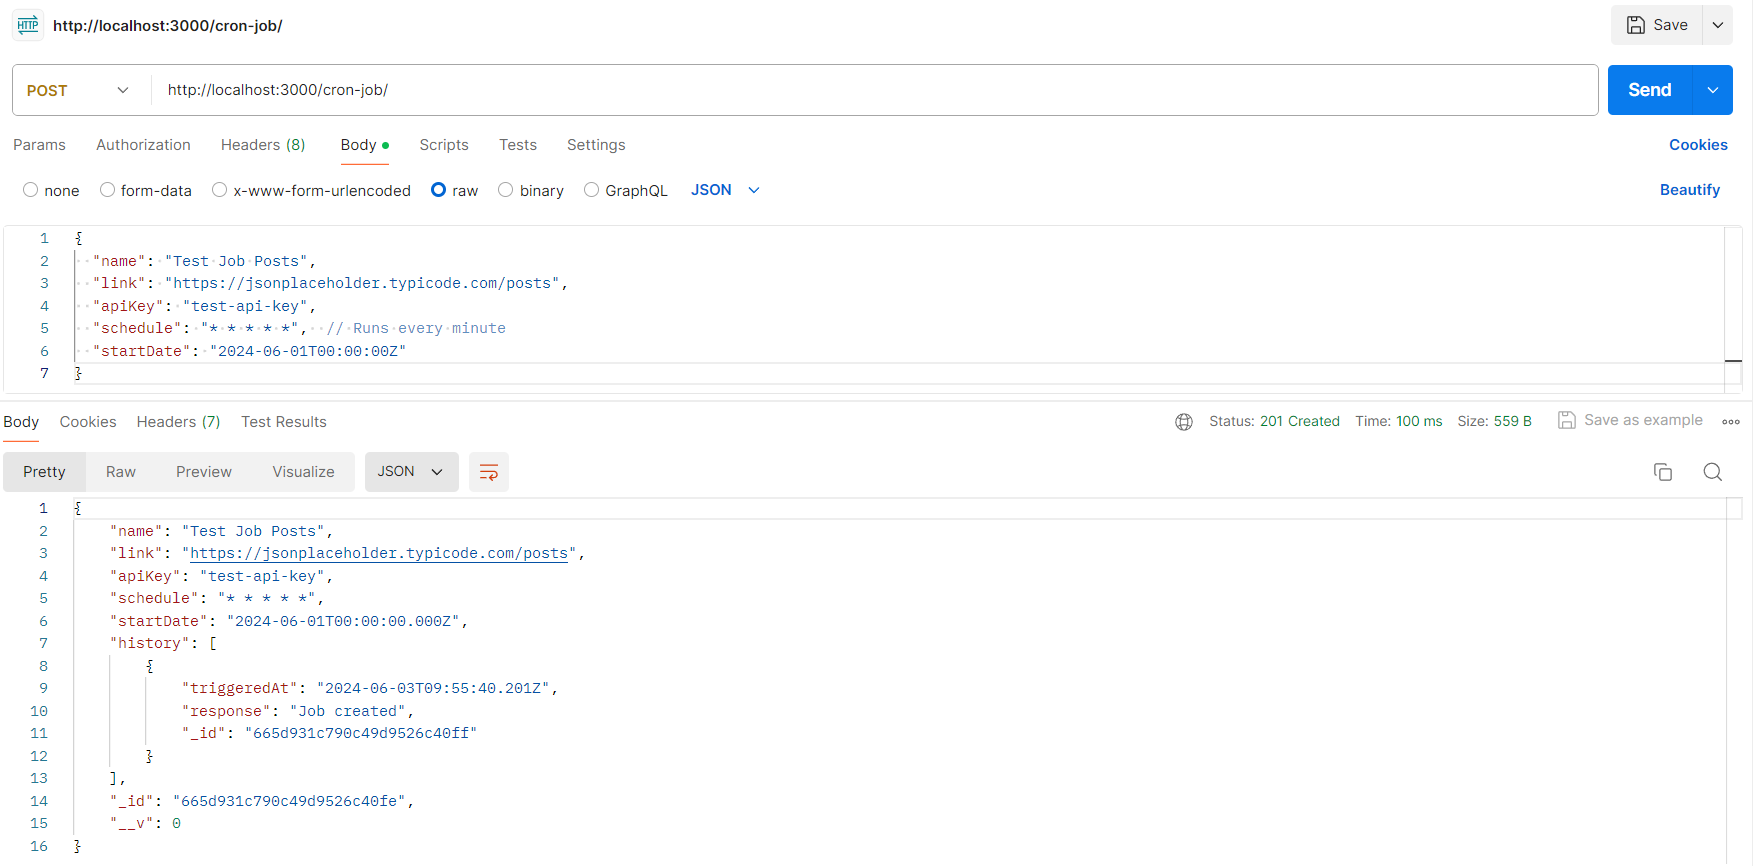 HTTP http://localhost:3000/cron-job/ Save
POST http://localhost:3000/cron-job/ Send
Params Authorization Headers (8) Body Scripts Tests Settings Cookies
none form-data x-www-form-urlencoded raw binary GraphQL JSON Beautify
1 {
2 "name": "Test Job Posts",
3 "link": "https://jsonplaceholder.typicode.com/posts",
4 "apiKey": "test-api-key",
5 "schedule": "* * * * *", // Runs every minute
6 "startDate": "2024-06-01T00:00:00Z"
7 }
Body Cookies Headers (7) Test Results Status: 201 Created Time: 100 ms Size: 559 B Save as example
Pretty Raw Preview Visualize JSON
1 {
2 "name": "Test Job Posts",
3 "link": "https://jsonplaceholder.typicode.com/posts",
4 "apiKey": "test-api-key",
5 "schedule": "* * * * *",
6 "startDate": "2024-06-01T00:00:00.000Z",
7 "history": [
8 {
9 "triggeredAt": "2024-06-03T09:55:40.201Z",
10 "response": "Job created",
11 "_id": "665d931c790c49d9526c40ff"
12 }
13 ],
14 "_id": "665d931c790c49d9526c40fe",
15 "__v": 0
16 }